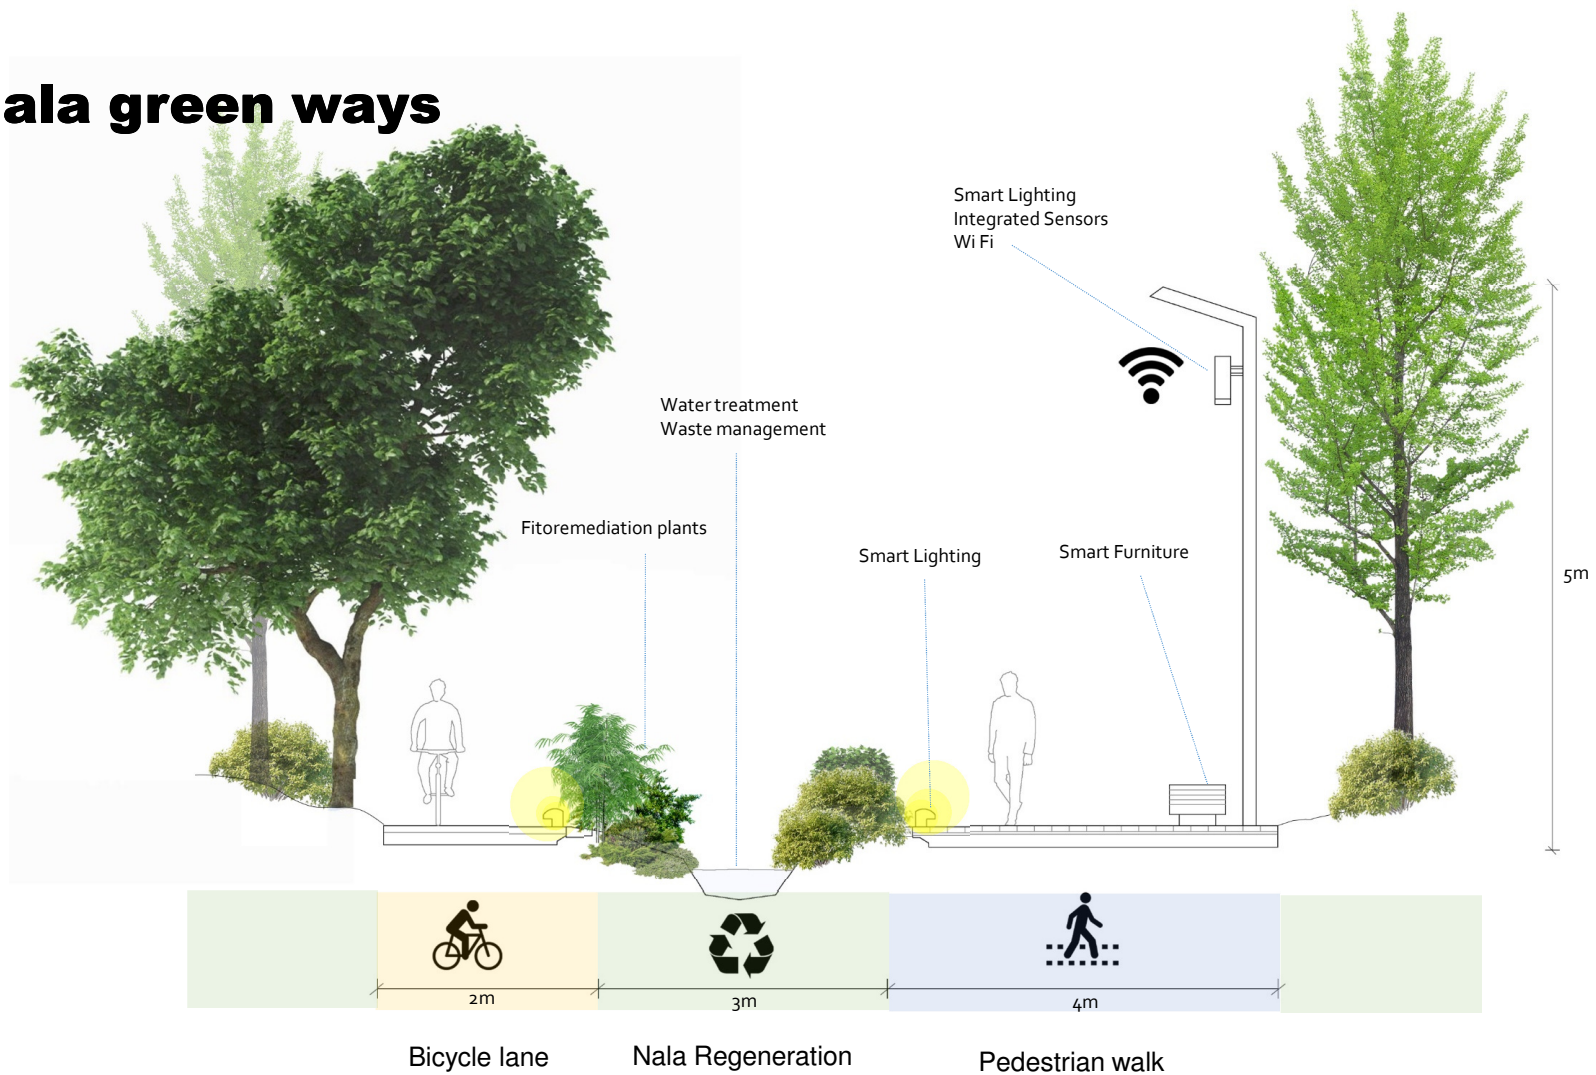 ala green ways
Smart Lighting
Integrated Sensors
Wi Fi
Water treatment
Waste management
Fitoremediation plants
Smart Lighting
Smart Furniture
5m
2m
3m
4m
Bicycle lane
Nala Regeneration
Pedestrian walk